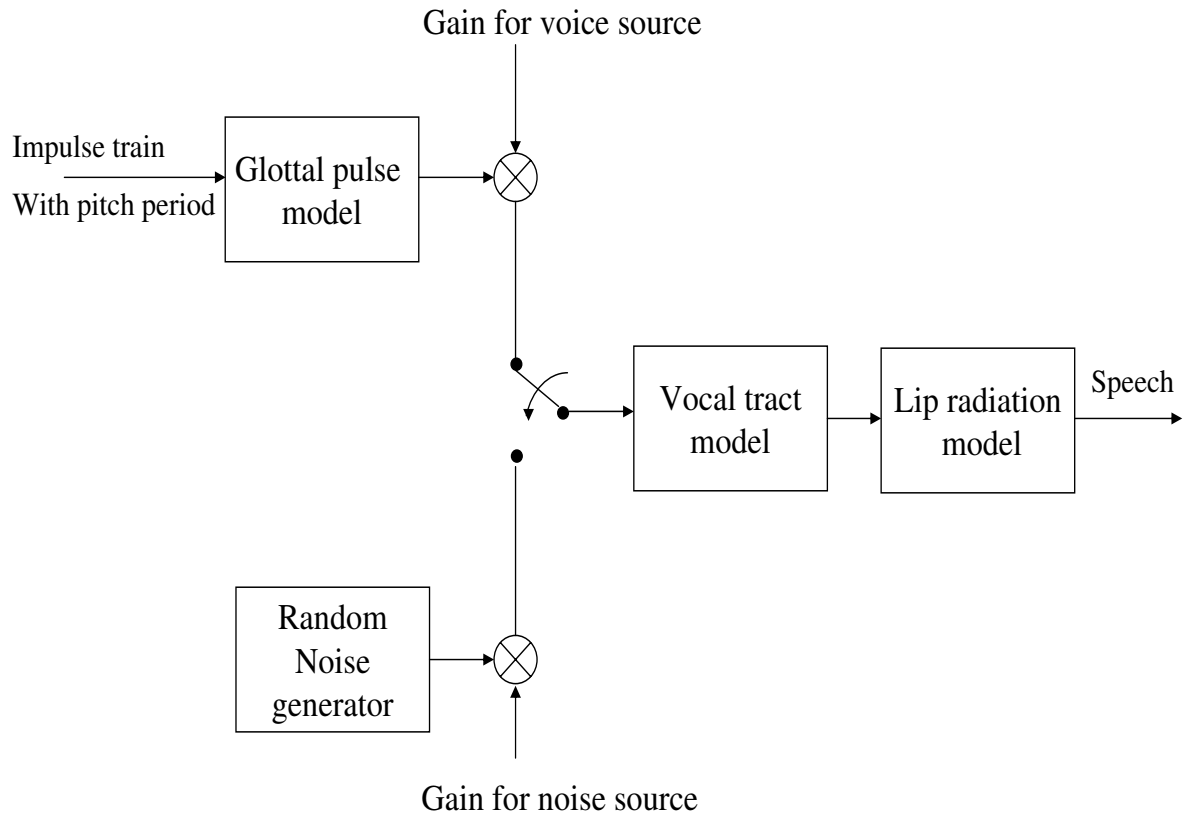 Gain for voice source
Impulse train
With pitch period
Glottal pulse
model
Vocal tract
model
Lip radiation
model
Speech
Random
Noise
generator
Gain for noise source